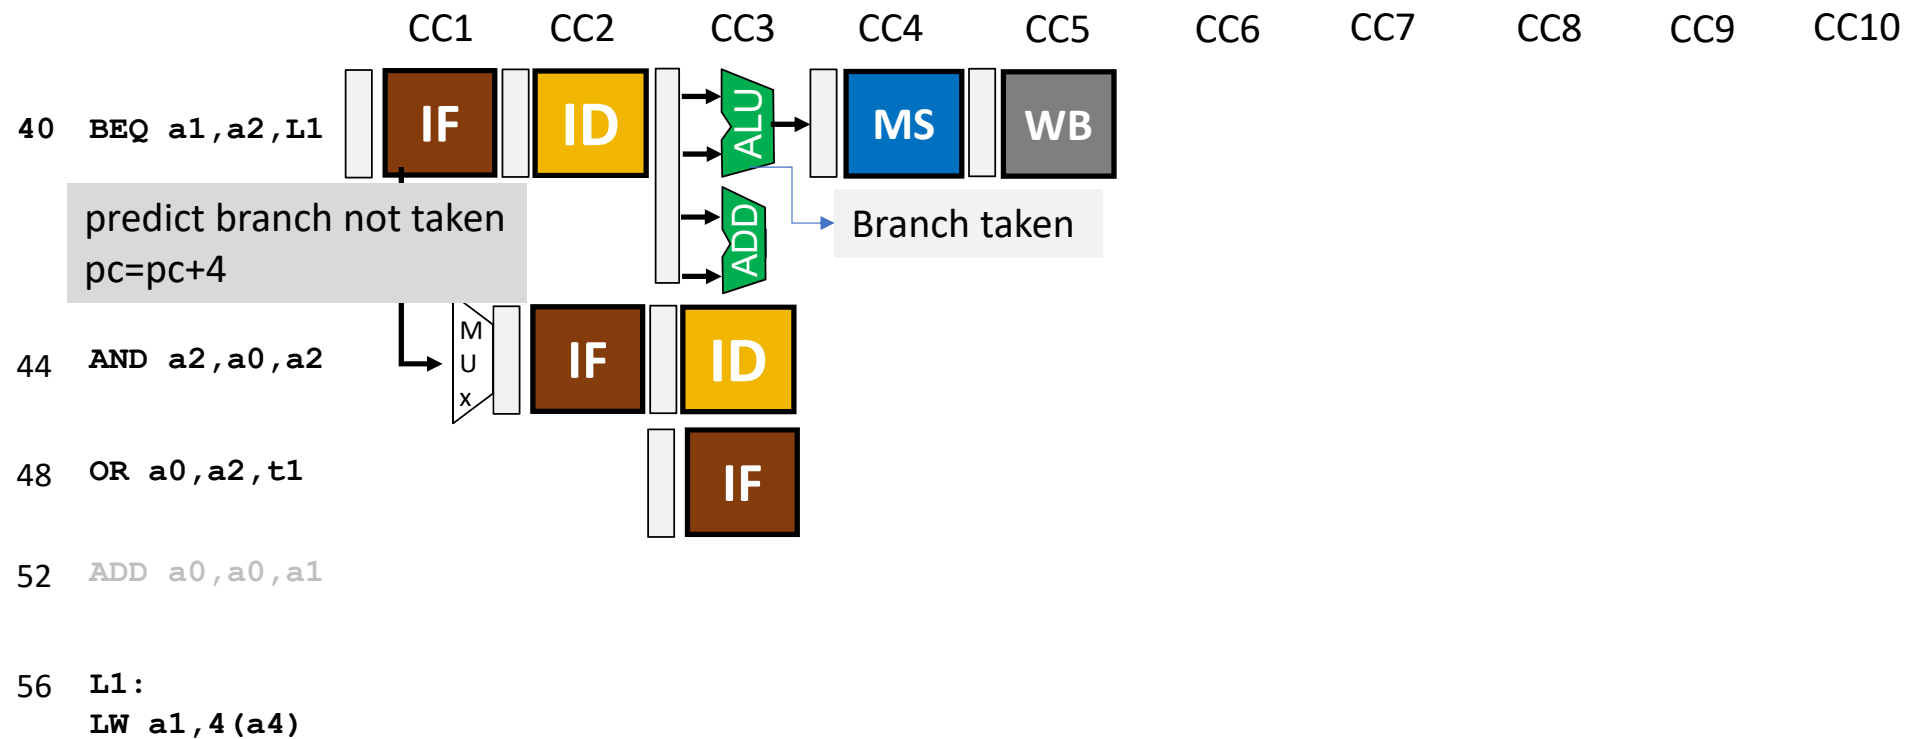 CC1 CC2 CC3 CC4 CC5 CC6 CC7 CC8 CC9 CC10
40 BEQ a1,a2,L1 IF ID ALU MS WB
predict branch not taken
pc=pc+4
ADD Branch taken
44 AND a2,a0,a2 M U x IF ID
48 OR a0,a2,t1 IF
52 ADD a0,a0,a1
56 L1:
LW a1,4(a4)